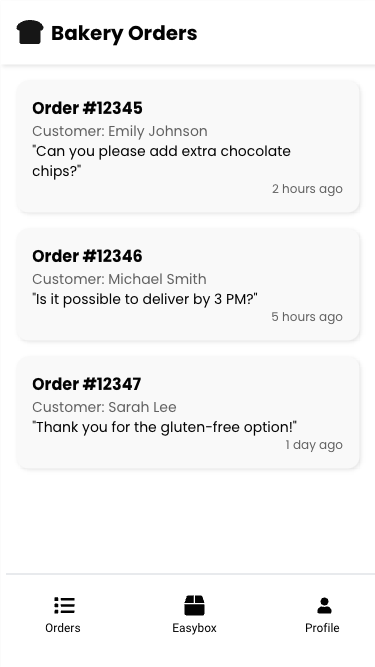 Bakery Orders
Order #12345
Customer: Emily Johnson
"Can you please add extra chocolate
chips?"
2 hours ago
Order #12346
Customer: Michael Smith
"Is it possible to deliver by 3 PM?"
5 hours ago
Order #12347
Customer: Sarah Lee
"Thank you for the gluten-free option!"
1 day ago
Orders Easybox Profile